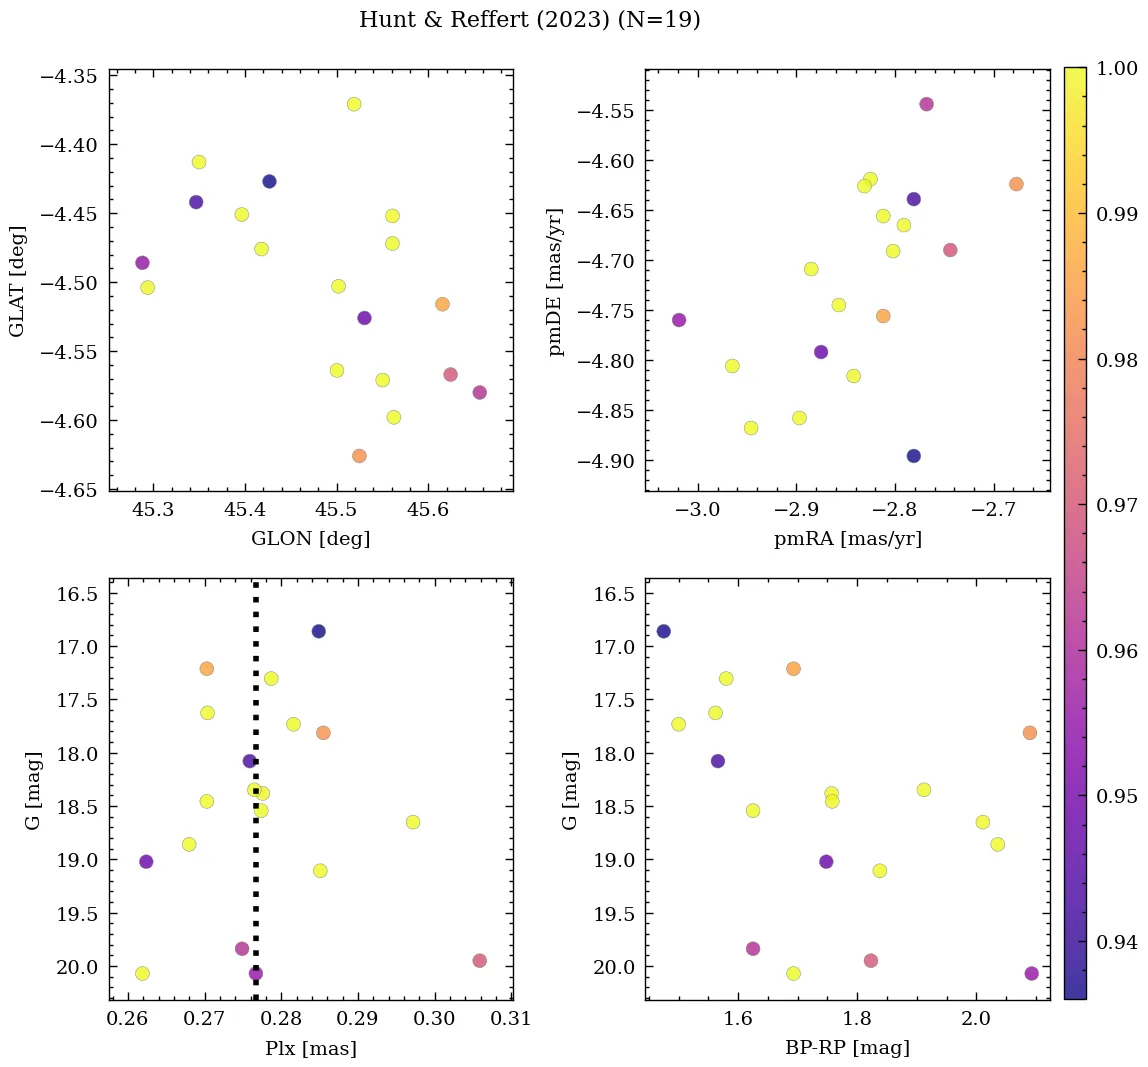 Hunt & Reffert (2023) (N=19)
−4.35
−4.40
−4.45
−4.50
−4.55
−4.60
−4.65
GLAT [deg]
45.3 45.4 45.5 45.6
GLON [deg]
−4.55
−4.60
−4.65
−4.70
−4.75
−4.80
−4.85
−4.90
pmDE [mas/yr]
−3.0 −2.9 −2.8 −2.7
pmRA [mas/yr]
16.5
17.0
17.5
18.0
18.5
19.0
19.5
20.0
G [mag]
0.26 0.27 0.28 0.29 0.30 0.31
Plx [mas]
16.5
17.0
17.5
18.0
18.5
19.0
19.5
20.0
G [mag]
1.6 1.8 2.0
BP-RP [mag]
1.00
0.99
0.98
0.97
0.96
0.95
0.94